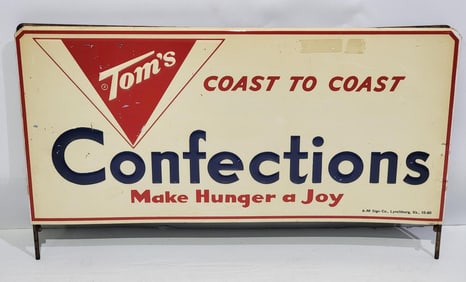 Tom's
COAST TO COAST
Confections
Make Hunger a Joy